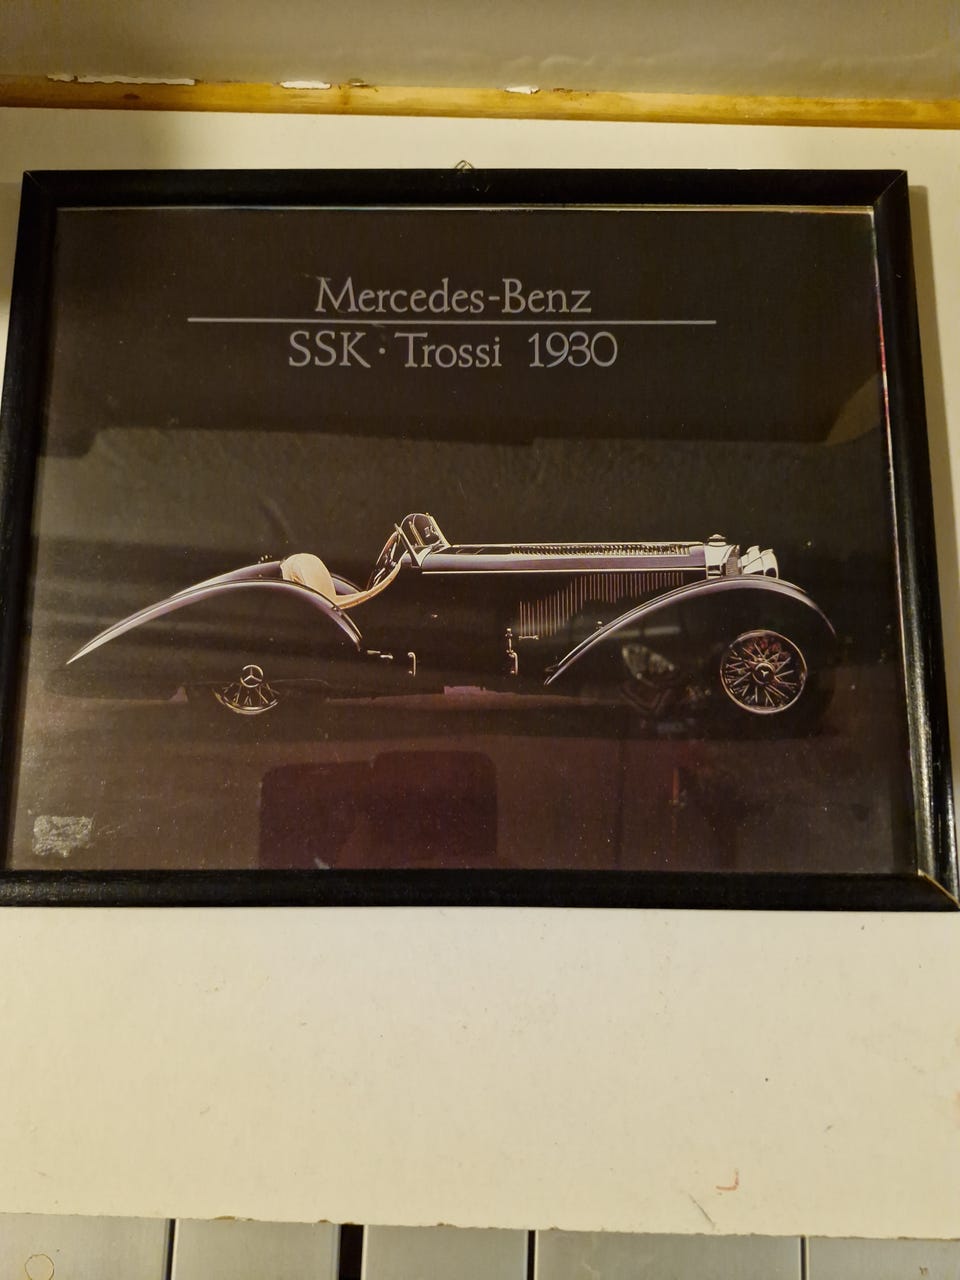 Mercedes-Benz
SSK · Trossi 1930